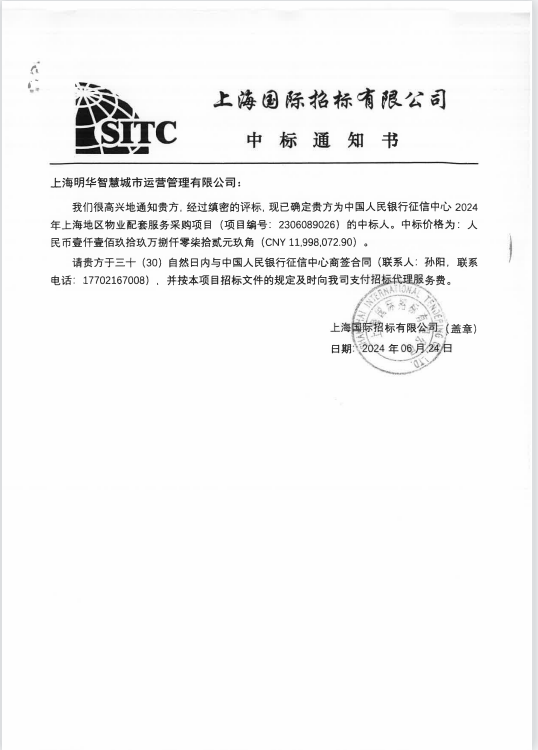 SITC
上海国际招标有限公司
中标通知书
上海明华智慧城市运营管理有限公司：
我们很高兴地通知贵方，经过缜密的评标，现已确定贵方为中国人民银行征信中心 2024
年上海地区物业配套服务采购项目（项目编号：2306089026）的中标人。中标价格为：人
民币壹仟壹佰玖拾玖万捌仟零柒拾贰元玖角（CNY 11,998,072.90）。
请贵方于三十（30）自然日内与中国人民银行征信中心商签合同（联系人：孙阳，联系
电话：17702167008），并按本项目招标文件的规定及时向我司支付招标代理服务费。
上海国际招标有限公司（盖章）
日期：2024 年 06 月 24 日
SHANGHAI INTERNATIONAL TENDERING CO., LTD.